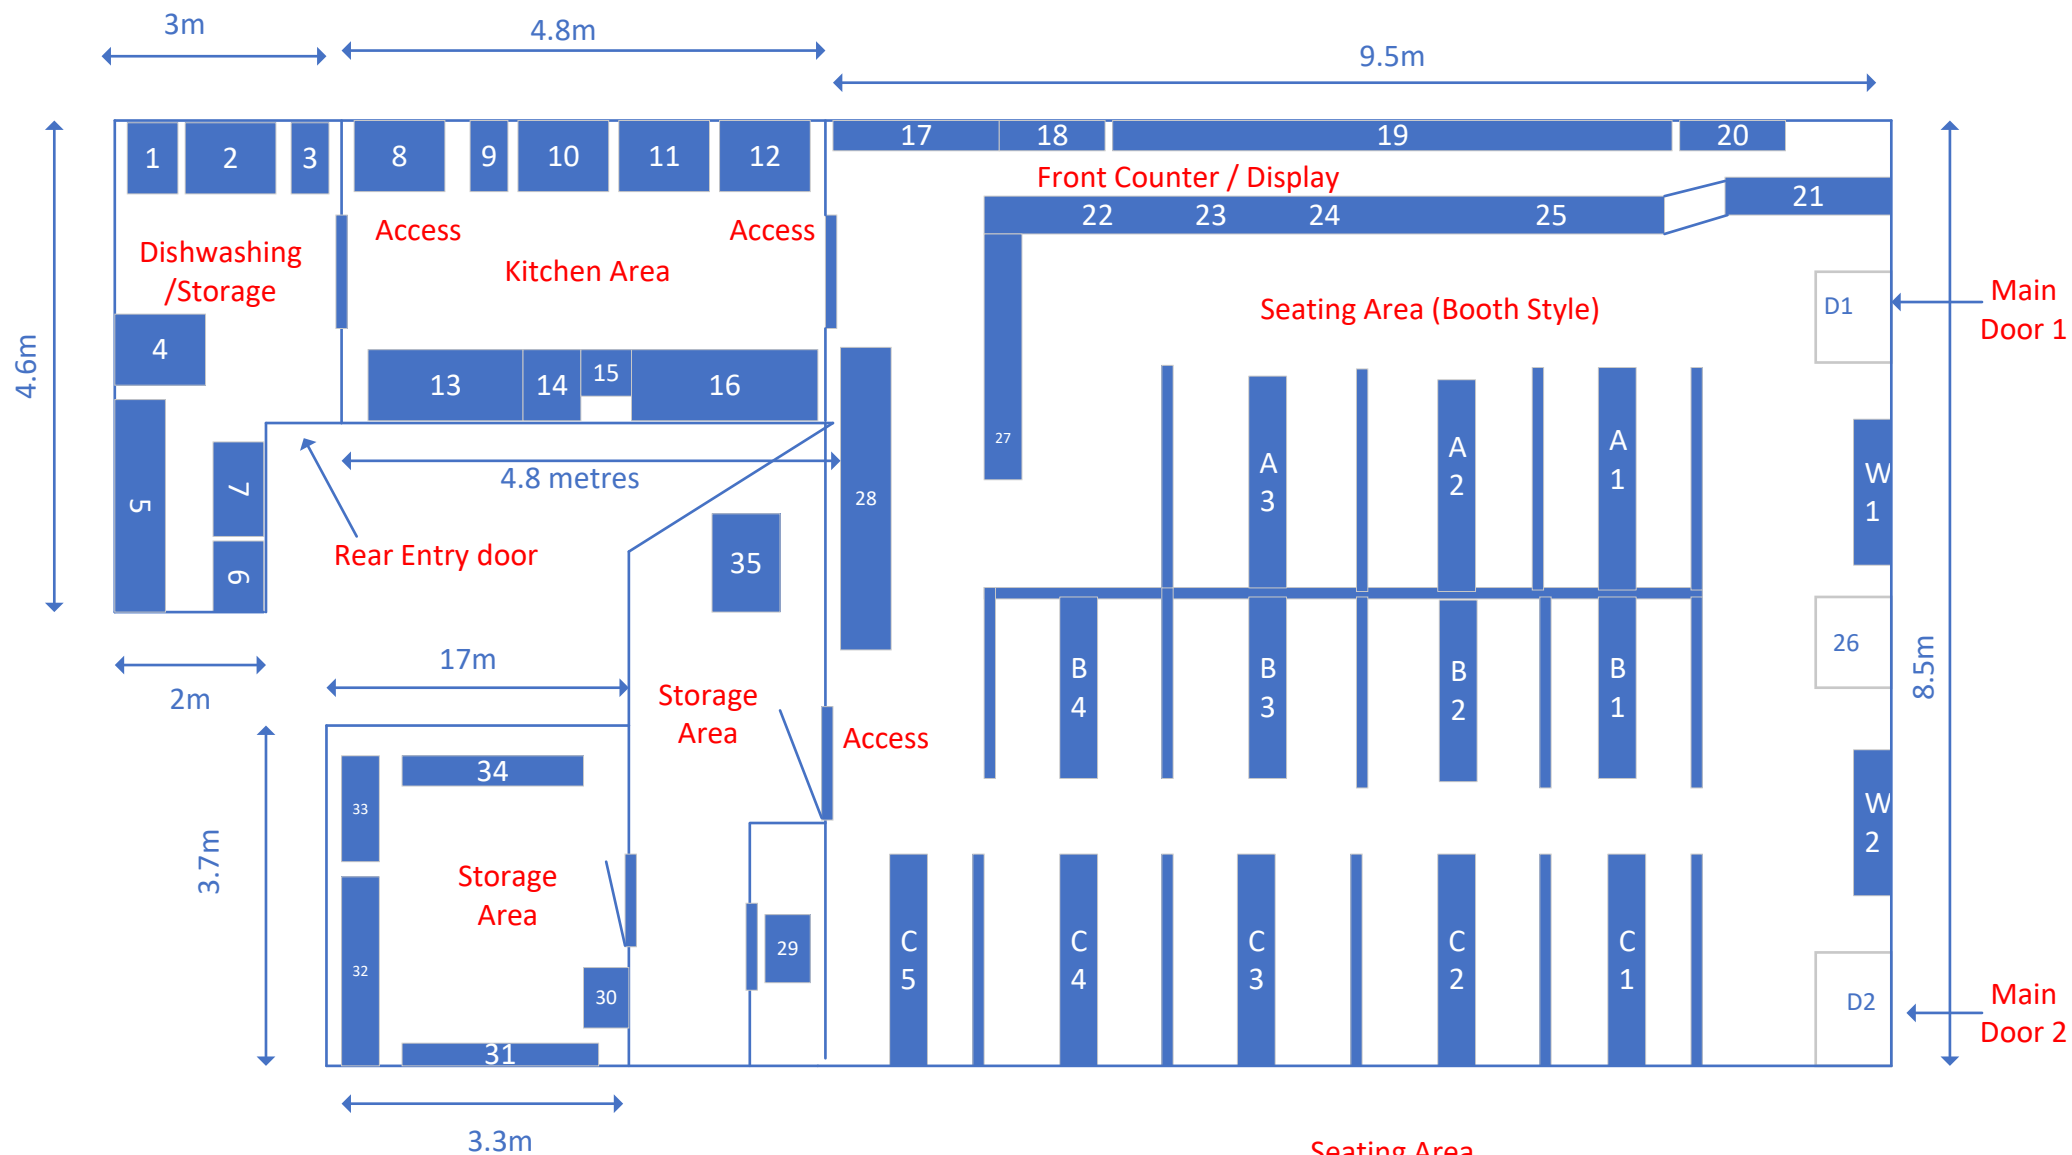 3m
4.8m
9.5m
1
2
3
8
9
10
11
12
17
18
19
20
Front Counter / Display
21
22
23
24
25
Access
Access
Dishwashing
/Storage
Kitchen Area
Seating Area (Booth Style)
D1
Main
Door 1
4.6m
4
13
14
15
16
5
7
6
4.8 metres
Rear Entry door
28
27
A
3
A
2
A
1
W
1
35
26
8.5m
2m
17m
Storage
Area
Access
B
4
B
3
B
2
B
1
W
2
3.7m
33
34
Storage
Area
32
30
31
29
C
5
C
4
C
3
C
2
C
1
D2
Main
Door 2
3.3m
Seating Area